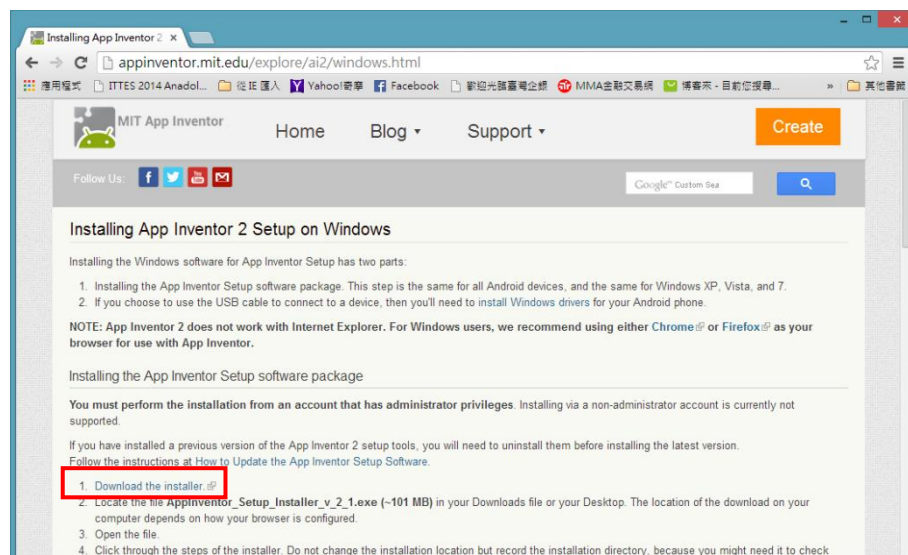 Installing App Inventor 2
appinventor.mit.edu/explore/ai2/windows.html
應用程式 ITTES 2014 Anadol... 從 IE 匯入 Yahoo!奇摩 Facebook 歡迎光臨臺灣企銀 MMA金融交易網 博客來 - 目前您搜尋... » 其他書籤
MIT App Inventor
Home Blog Support Create
Follow Us: Google™ Custom Sea
Installing App Inventor 2 Setup on Windows
Installing the Windows software for App Inventor Setup has two parts:
1. Installing the App Inventor Setup software package. This step is the same for all Android devices, and the same for Windows XP, Vista, and 7.
2. If you choose to use the USB cable to connect to a device, then you'll need to install Windows drivers for your Android phone.
NOTE: App Inventor 2 does not work with Internet Explorer. For Windows users, we recommend using either Chrome or Firefox as your
browser for use with App Inventor.
Installing the App Inventor Setup software package
You must perform the installation from an account that has administrator privileges. Installing via a non-administrator account is currently not
supported.
If you have installed a previous version of the App Inventor 2 setup tools, you will need to uninstall them before installing the latest version.
Follow the instructions at How to Update the App Inventor Setup Software.
1. Download the installer.
2. Locate the file AppInventor_Setup_Installer_v_2_1.exe (~101 MB) in your Downloads file or your Desktop. The location of the download on your
computer depends on how your browser is configured.
3. Open the file.
4. Click through the steps of the installer. Do not change the installation location but record the installation directory, because you might need it to check